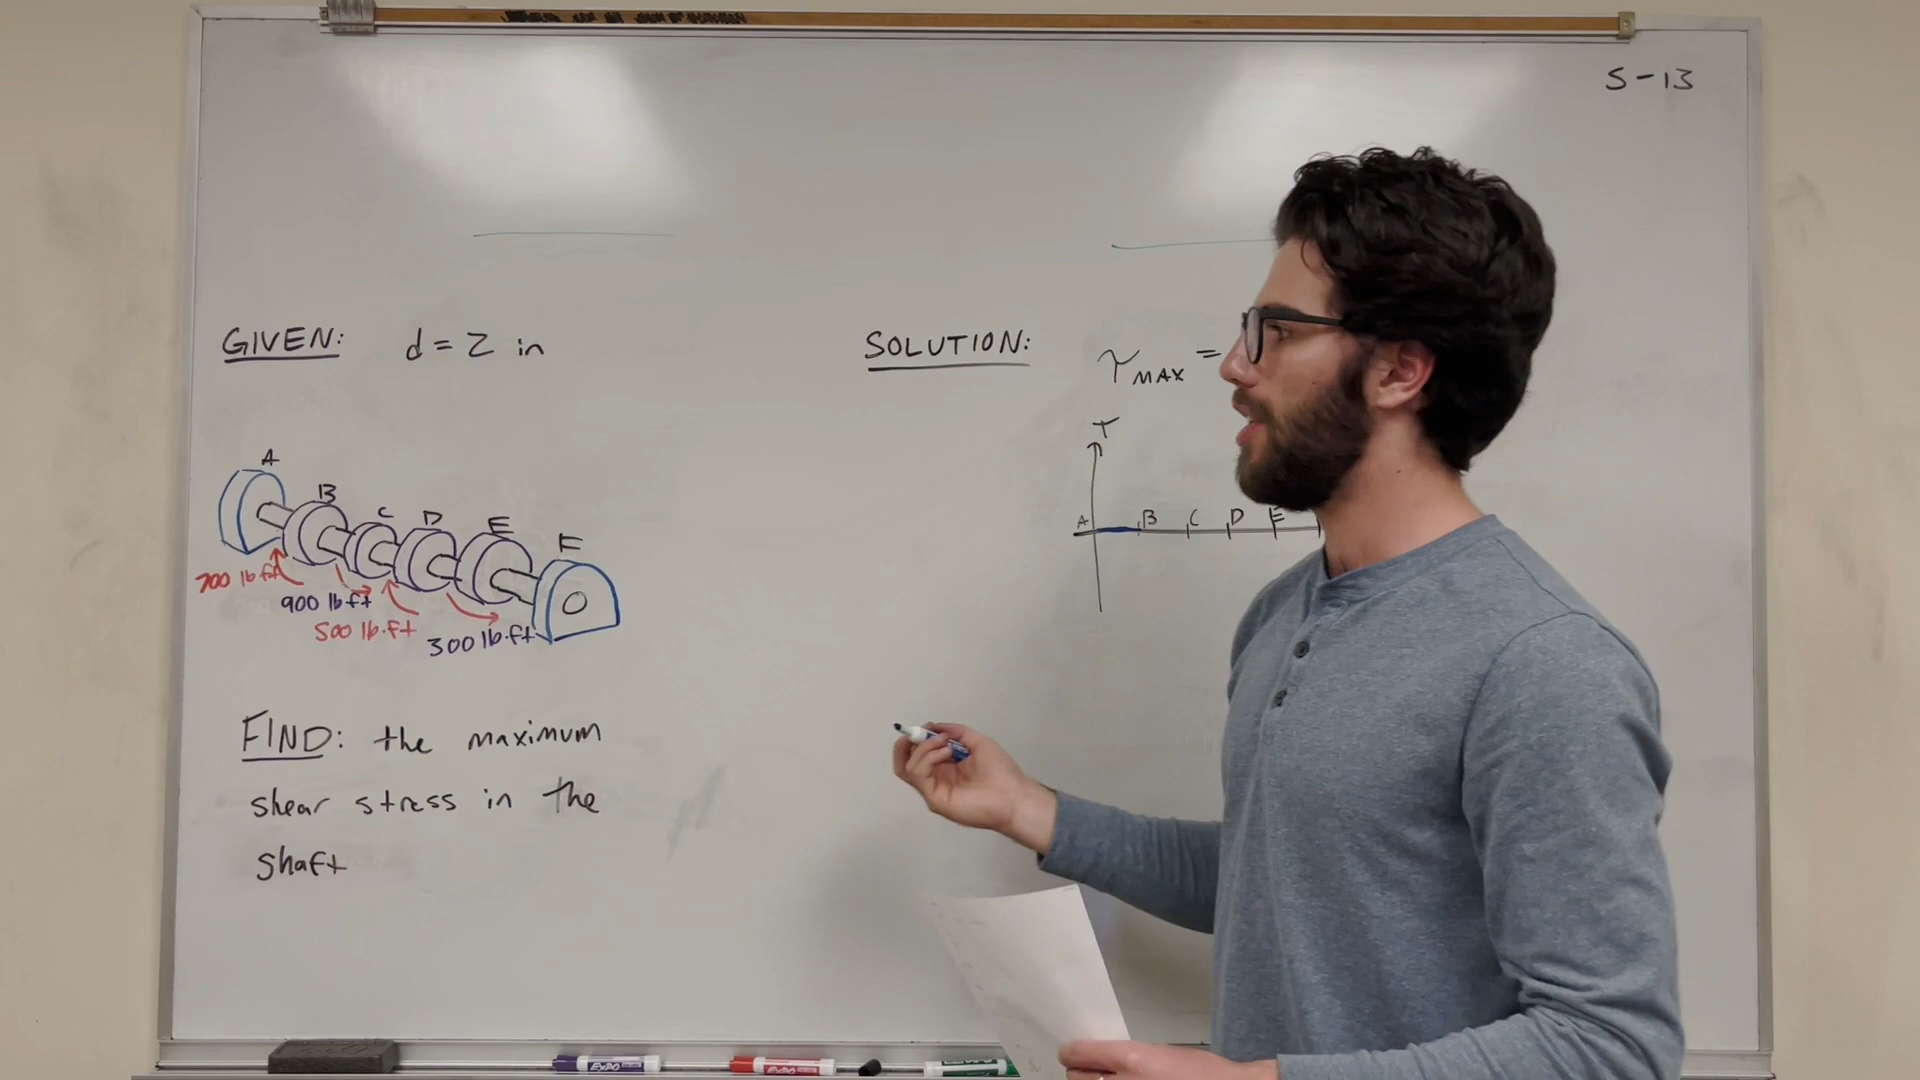 S-13
GIVEN: d = 2 in
A
B
C
D
E
F
700 lb ft
900 lb ft
500 lb.ft
300 lb.ft
FIND: the maximum
shear stress in the
shaft
SOLUTION: τMAX =
T
A B C D E
EXPO
EXPO